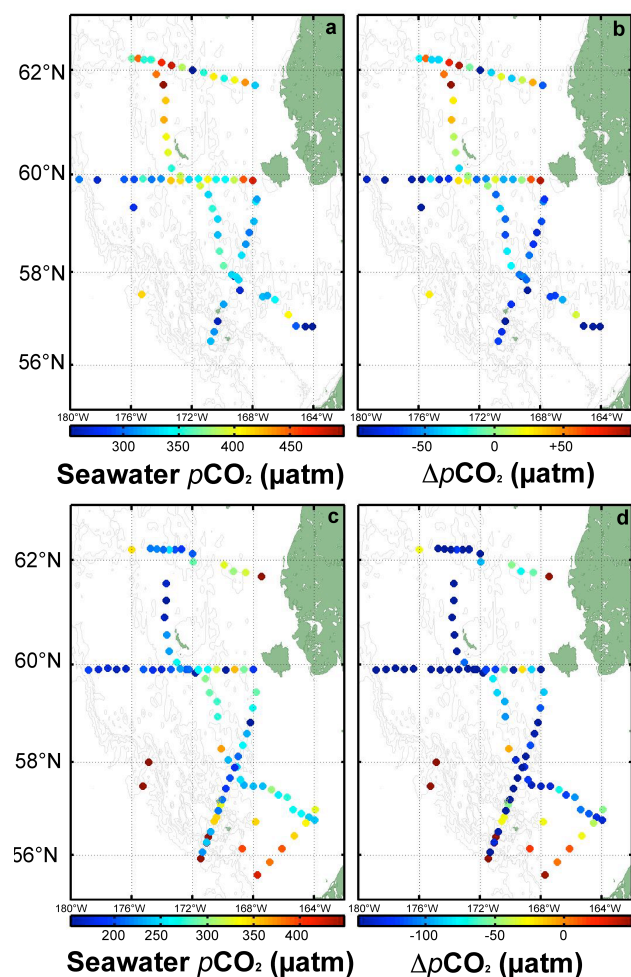 a b
62°N
60°N
58°N
56°N
180°W 176°W 172°W 168°W 164°W 180°W 176°W 172°W 168°W 164°W
300 350 400 450 -50 0 +50
Seawater pCO₂ (µatm) ΔpCO₂ (µatm)
c d
62°N
60°N
58°N
56°N
180°W 176°W 172°W 168°W 164°W 180°W 176°W 172°W 168°W 164°W
200 250 300 350 400 -100 -50 0
Seawater pCO₂ (µatm) ΔpCO₂ (µatm)